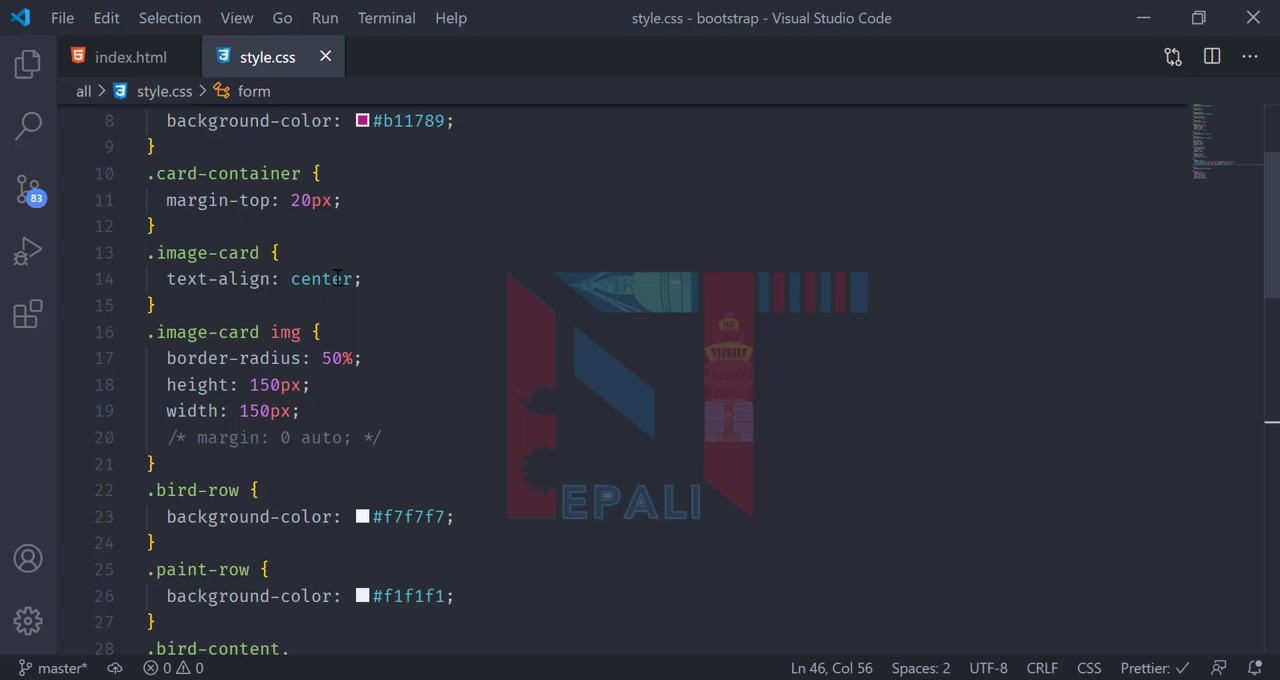 File Edit Selection View Go Run Terminal Help style.css - bootstrap - Visual Studio Code
index.html style.css
all > style.css > form
8 background-color: #b11789;
9 }
10 .card-container {
11 margin-top: 20px;
12 }
13 .image-card {
14 text-align: center;
15 }
16 .image-card img {
17 border-radius: 50%;
18 height: 150px;
19 width: 150px;
20 /* margin: 0 auto; */
21 }
22 .bird-row {
23 background-color: #f7f7f7;
24 }
25 .paint-row {
26 background-color: #f1f1f1;
27 }
28 .bird-content,
83
EPALI
master* 0 0 Ln 46, Col 56 Spaces: 2 UTF-8 CRLF CSS Prettier: ✓